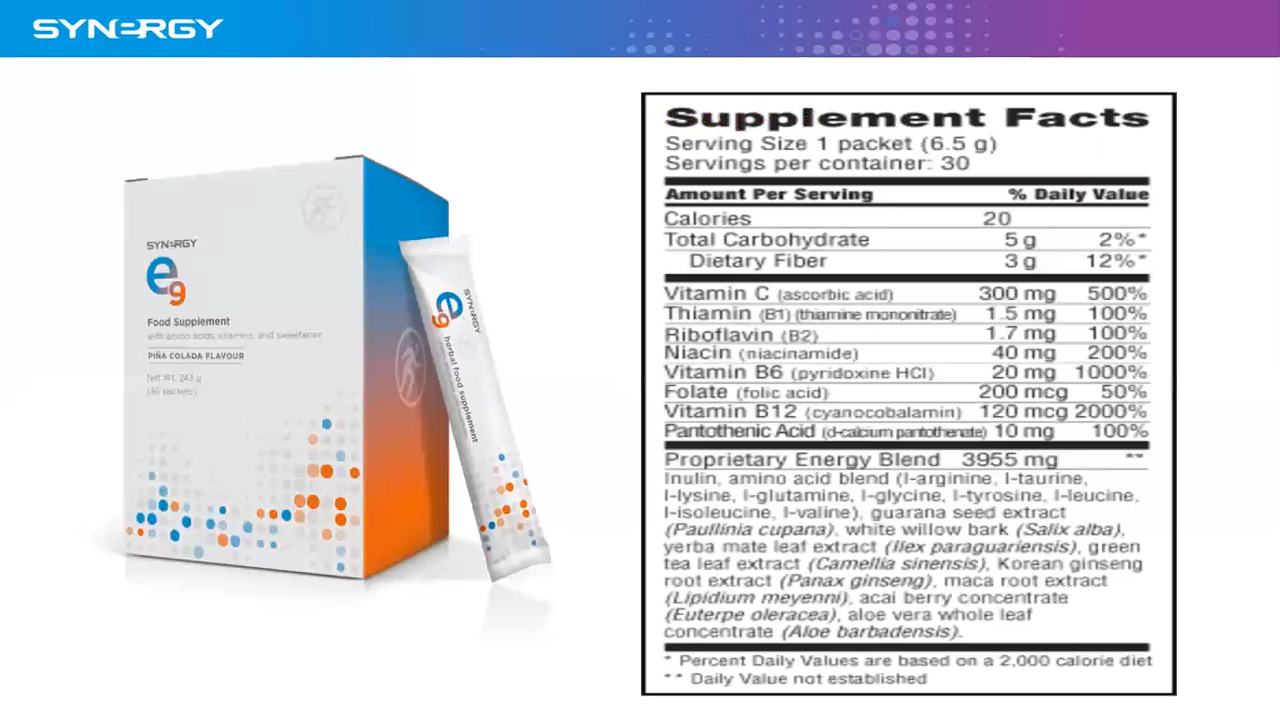 SYNERGY
SYNERGY
e9
Food Supplement
with amino acids, vitamins, and sweetener
PIÑA COLADA FLAVOUR
Net Wt. 243 g
packets)
SYNERGY
e9
herbal food supplement
Supplement Facts
Serving Size 1 packet (6.5 g)
Servings per container: 30
Amount Per Serving % Daily Value
Calories 20
Total Carbohydrate 5 g 2%*
Dietary Fiber 3 g 12%*
Vitamin C (ascorbic acid) 300 mg 500%
Thiamin (B1) (thiamine mononitrate) 1.5 mg 100%
Riboflavin (B2) 1.7 mg 100%
Niacin (niacinamide) 40 mg 200%
Vitamin B6 (pyridoxine HCl) 20 mg 1000%
Folate (folic acid) 200 mcg 50%
Vitamin B12 (cyanocobalamin) 120 mcg 2000%
Pantothenic Acid (d-calcium pantothenate) 10 mg 100%
Proprietary Energy Blend 3955 mg **
Inulin, amino acid blend (l-arginine, l-taurine,
l-lysine, l-glutamine, l-glycine, l-tyrosine, l-leucine,
l-isoleucine, l-valine), guarana seed extract
(Paullinia cupana), white willow bark (Salix alba),
yerba mate leaf extract (Ilex paraguariensis), green
tea leaf extract (Camellia sinensis), Korean ginseng
root extract (Panax ginseng), maca root extract
(Lipidium meyenni), acai berry concentrate
(Euterpe oleracea), aloe vera whole leaf
concentrate (Aloe barbadensis).
* Percent Daily Values are based on a 2,000 calorie diet
** Daily Value not established